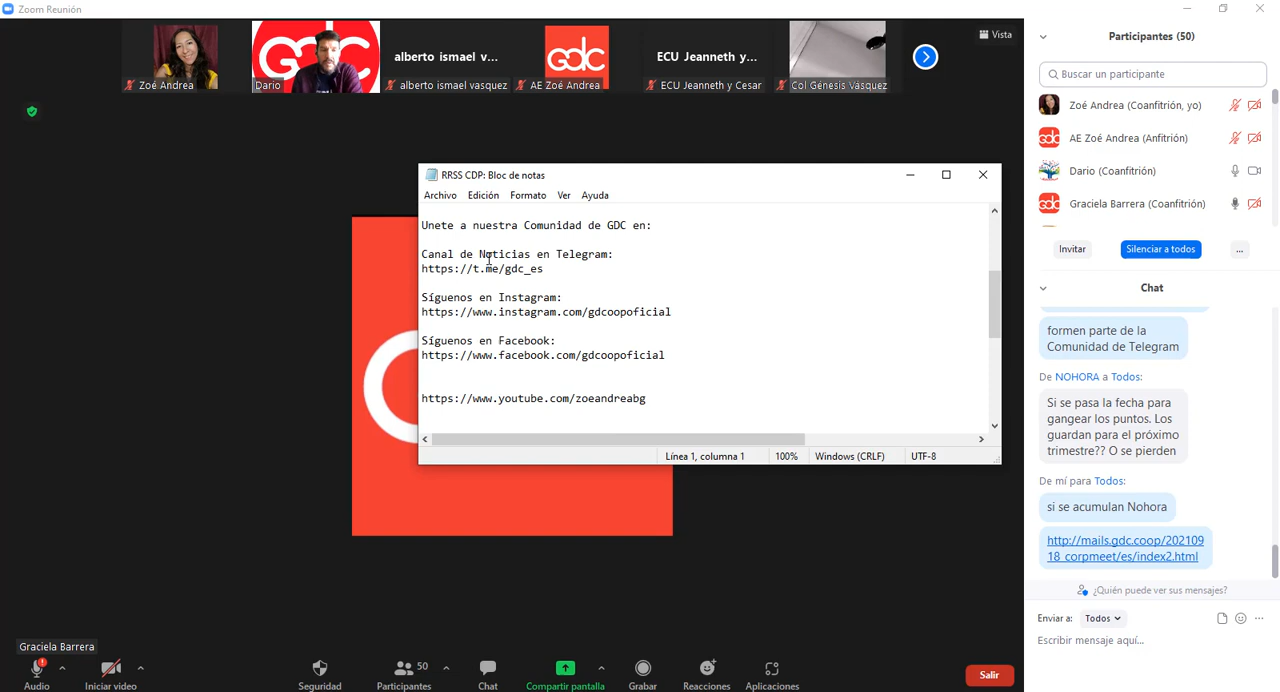 Zoom Reunión
Zoé Andrea
gdc
Dario
alberto ismael v...
alberto ismael vasquez
gdc
AE Zoé Andrea
ECU Jeanneth y...
ECU Jeanneth y Cesar
Col Génesis Vásquez
Vista
RRSS CDP: Bloc de notas
Archivo Edición Formato Ver Ayuda
Unete a nuestra Comunidad de GDC en:
Canal de Noticias en Telegram:
https://t.me/gdc_es
Síguenos en Instagram:
https://www.instagram.com/gdcoopoficial
Síguenos en Facebook:
https://www.facebook.com/gdcoopoficial
https://www.youtube.com/zoeandreabg
Línea 1, columna 1 100% Windows (CRLF) UTF-8
Participantes (50)
Buscar un participante
Zoé Andrea (Coanfitrión, yo)
gdc
AE Zoé Andrea (Anfitrión)
Dario (Coanfitrión)
gdc
Graciela Barrera (Coanfitrión)
Invitar Silenciar a todos ...
Chat
formen parte de la
Comunidad de Telegram
De NOHORA a Todos:
Si se pasa la fecha para
gangear los puntos. Los
guardan para el próximo
trimestre?? O se pierden
De mí para Todos:
si se acumulan Nohora
http://mails.gdc.coop/202109
18_corpmeet/es/index2.html
¿Quién puede ver sus mensajes?
Enviar a: Todos
Escribir mensaje aquí...
Graciela Barrera
Audio
Iniciar video
Seguridad
50
Participantes
Chat
Compartir pantalla
Grabar
Reacciones
Aplicaciones
Salir